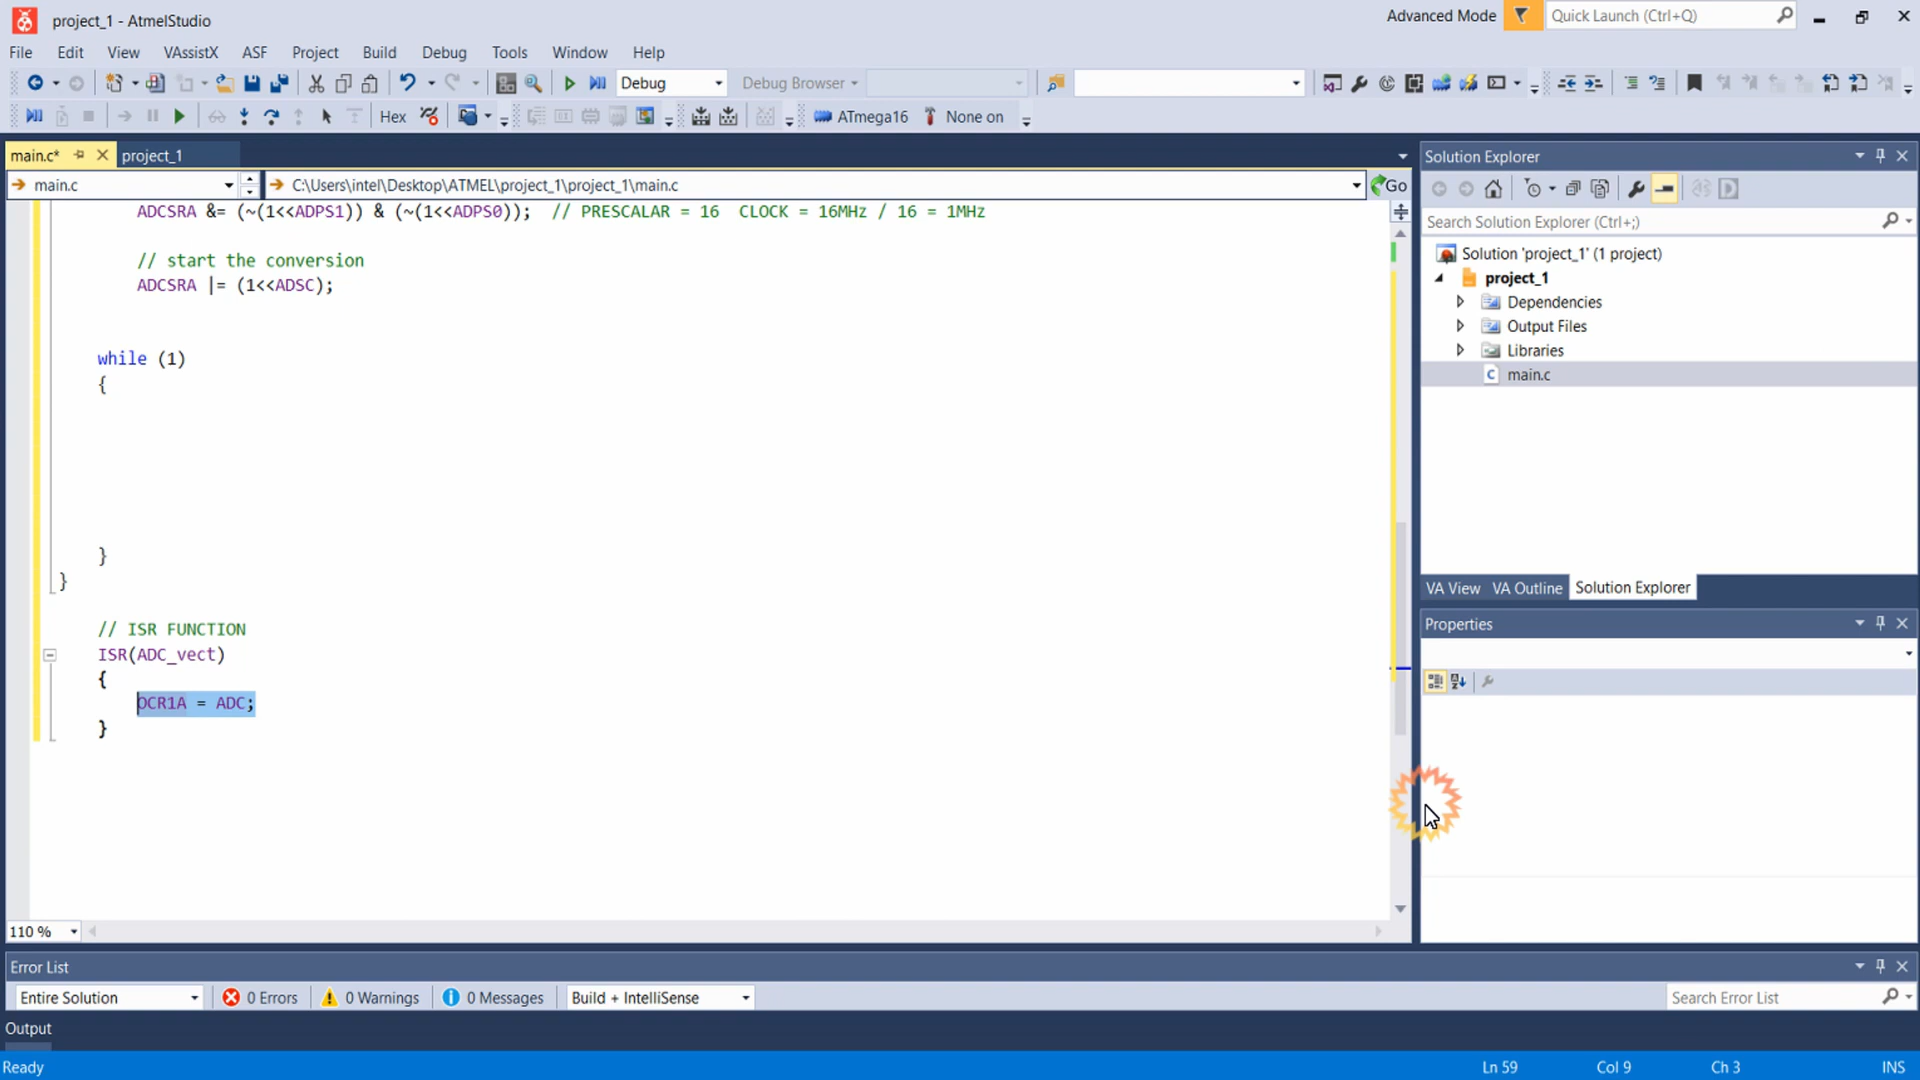 project_1 - AtmelStudio
Advanced Mode
Quick Launch (Ctrl+Q)
File Edit View VAssistX ASF Project Build Debug Tools Window Help
Debug
Debug Browser
Hex
ATmega16
None on
main.c*
project_1
main.c
C:\Users\intel\Desktop\ATMEL\project_1\project_1\main.c
Go
ADCSRA &= (~(1<<ADPS1)) & (~(1<<ADPS0)); // PRESCALAR = 16 CLOCK = 16MHz / 16 = 1MHz
// start the conversion
ADCSRA |= (1<<ADSC);
while (1)
{
}
}
// ISR FUNCTION
ISR(ADC_vect)
{
OCR1A = ADC;
}
110 %
Solution Explorer
Search Solution Explorer (Ctrl+;)
Solution 'project_1' (1 project)
project_1
Dependencies
Output Files
Libraries
C main.c
VA View VA Outline Solution Explorer
Properties
Error List
Entire Solution
0 Errors
0 Warnings
0 Messages
Build + IntelliSense
Search Error List
Output
Ready
Ln 59
Col 9
Ch 3
INS